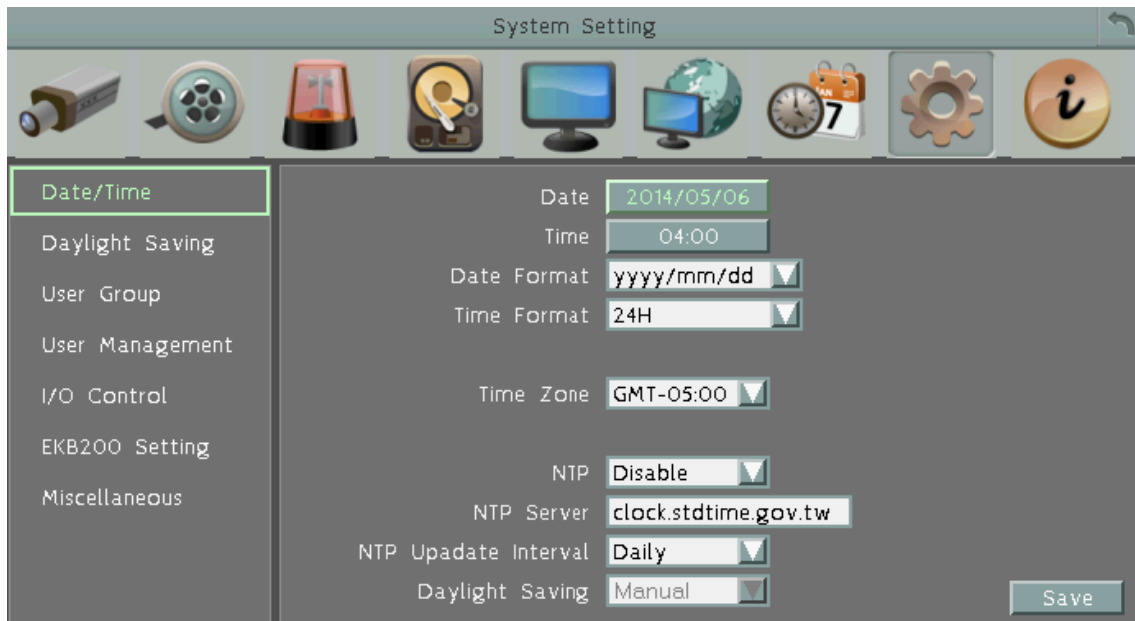 System Setting
JAN
7
i
Date/Time
Daylight Saving
User Group
User Management
I/O Control
EKB200 Setting
Miscellaneous
Date 2014/05/06
Time 04:00
Date Format yyyy/mm/dd
Time Format 24H
Time Zone GMT-05:00
NTP Disable
NTP Server clock.stdtime.gov.tw
NTP Upadate Interval Daily
Daylight Saving Manual
Save